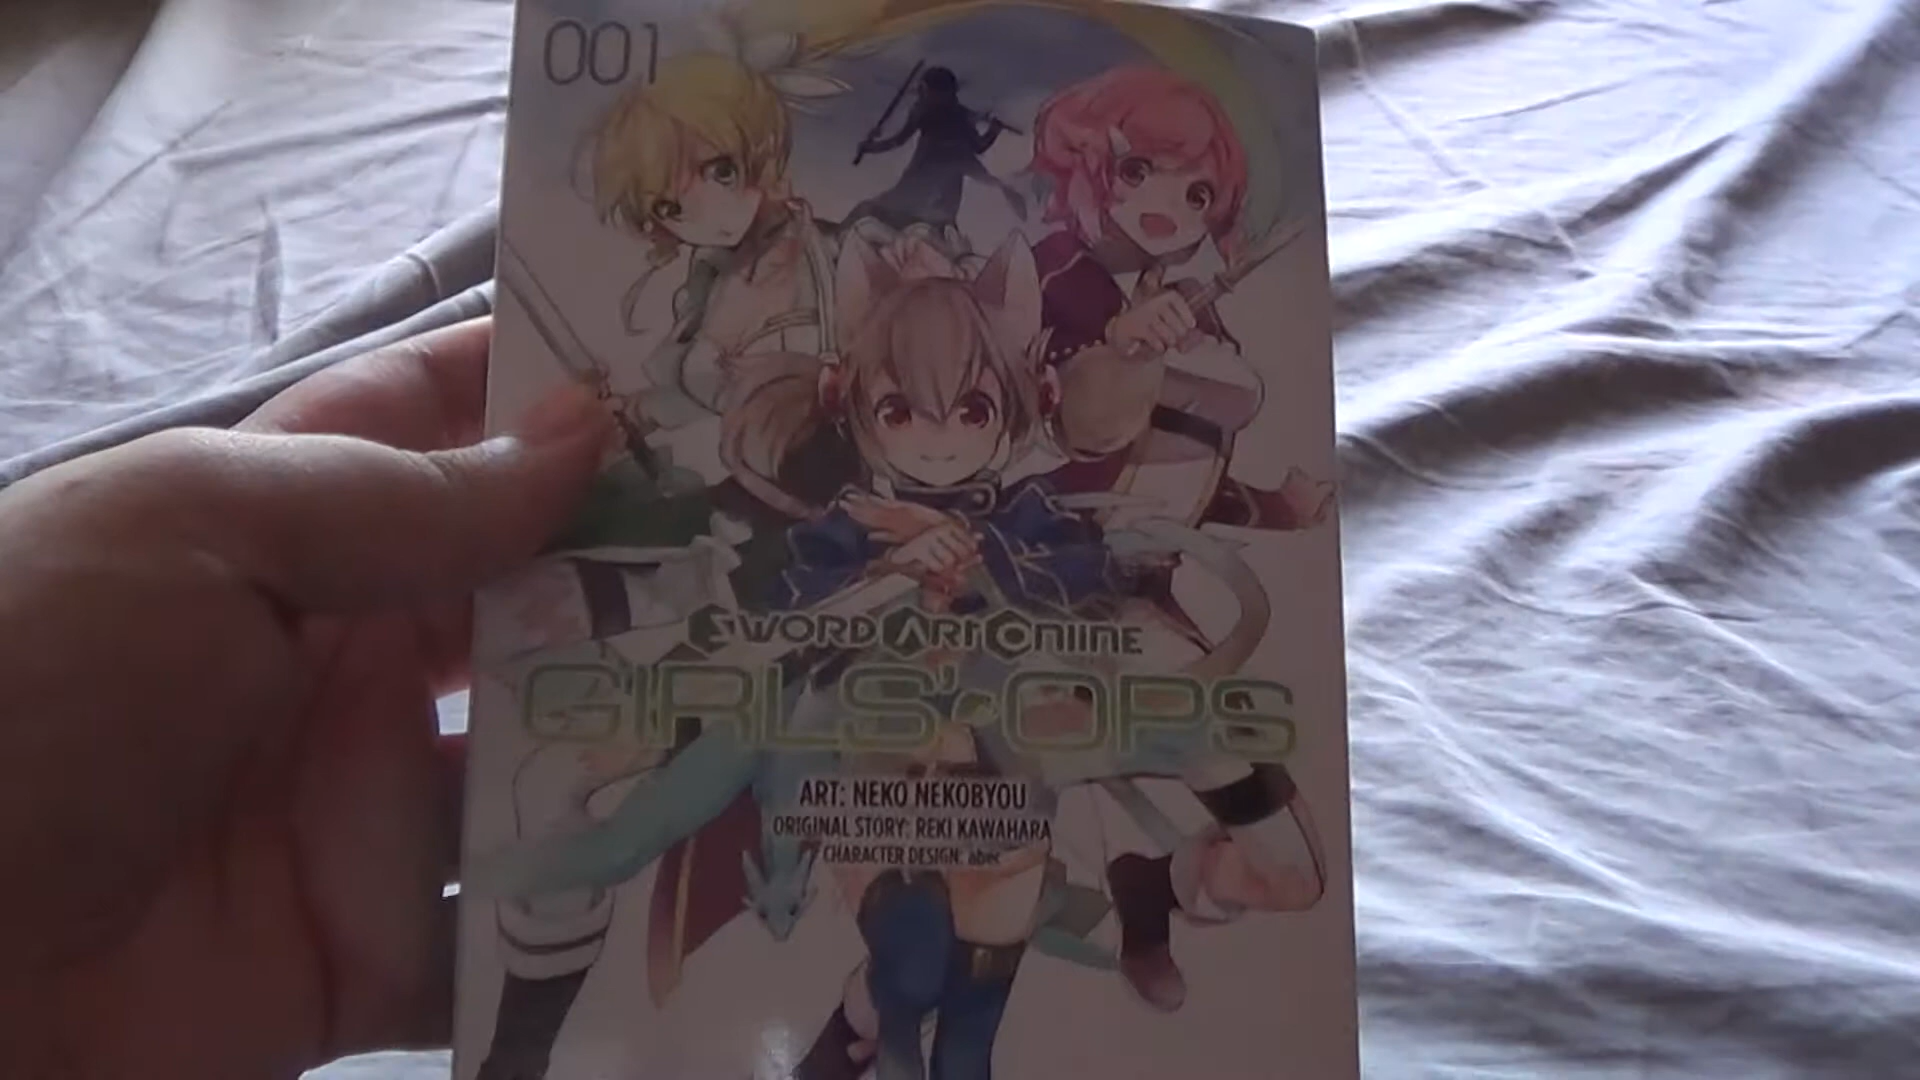 001
SWORD ART ONLINE
GIRLS' OPS
ART: NEKO NEKOBYOU
ORIGINAL STORY: REKI KAWAHARA
CHARACTER DESIGN: abec